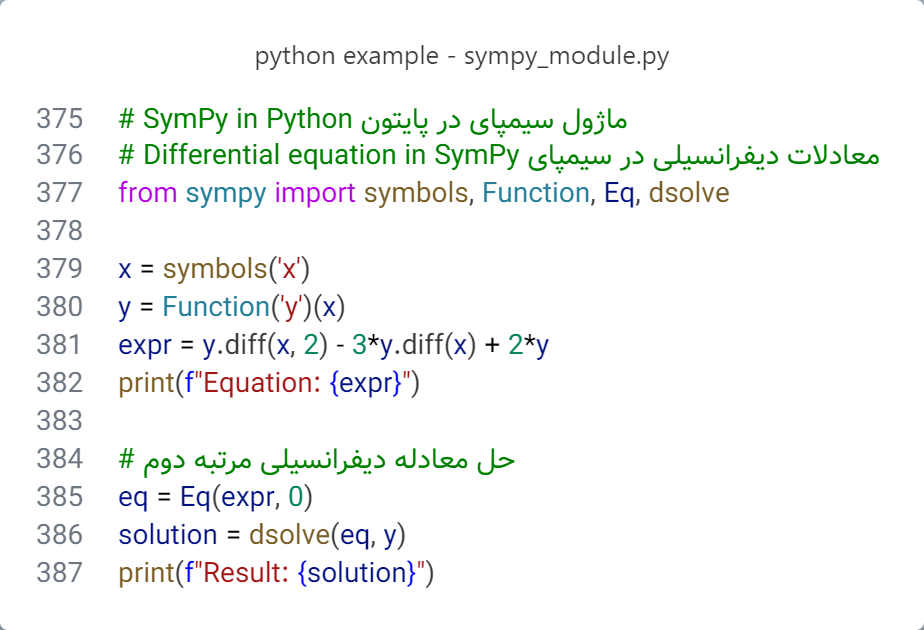 python example - sympy_module.py
375 # SymPy in Python ماژول سیمپای در پایتون
376 # Differential equation in SymPy معادلات دیفرانسیلی در سیمپای
377 from sympy import symbols, Function, Eq, dsolve
378
379 x = symbols('x')
380 y = Function('y')(x)
381 expr = y.diff(x, 2) - 3*y.diff(x) + 2*y
382 print(f"Equation: {expr}")
383
384 # حل معادله دیفرانسیلی مرتبه دوم
385 eq = Eq(expr, 0)
386 solution = dsolve(eq, y)
387 print(f"Result: {solution}")